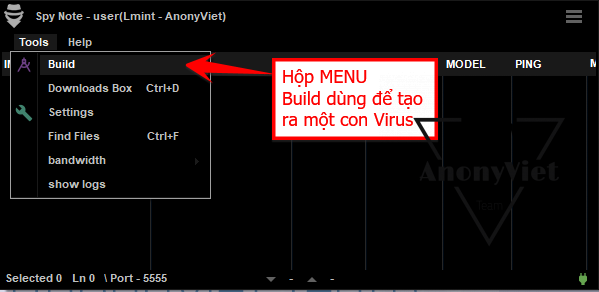 Spy Note - user(Lmint - AnonyViet)
Tools Help
Build
Downloads Box Ctrl+D
Settings
Find Files Ctrl+F
bandwidth
show logs
Hộp MENU
Build dùng để tạo
ra một con Virus
MODEL PING
AnonyViet
Team
Selected 0 Ln 0 \ Port - 5555 - -